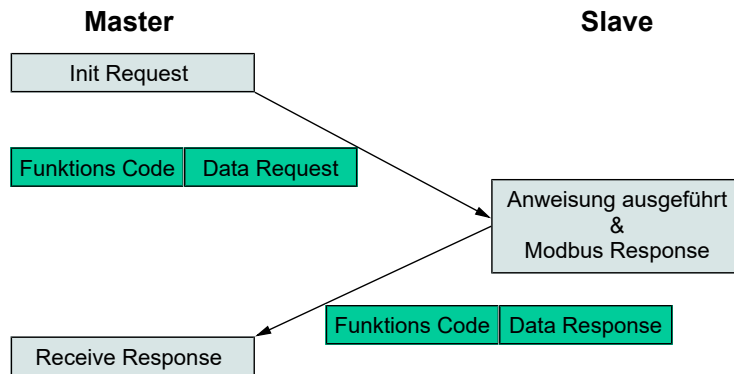 Master
Slave
Init Request
Funktions Code
Data Request
Anweisung ausgeführt
&
Modbus Response
Funktions Code
Data Response
Receive Response